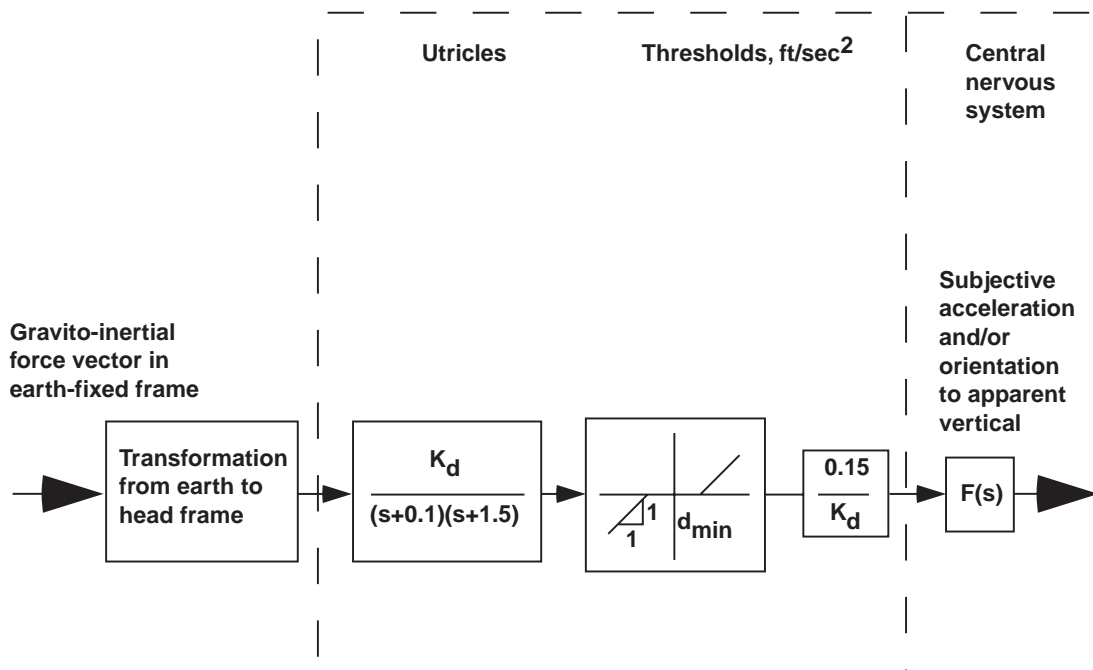 Utricles
Thresholds, ft/sec2
Central
nervous
system
Gravito-inertial
force vector in
earth-fixed frame
Transformation
from earth to
head frame
Kd
(s+0.1)(s+1.5)
1
1
dmin
0.15
Kd
Subjective
acceleration
and/or
orientation
to apparent
vertical
F(s)